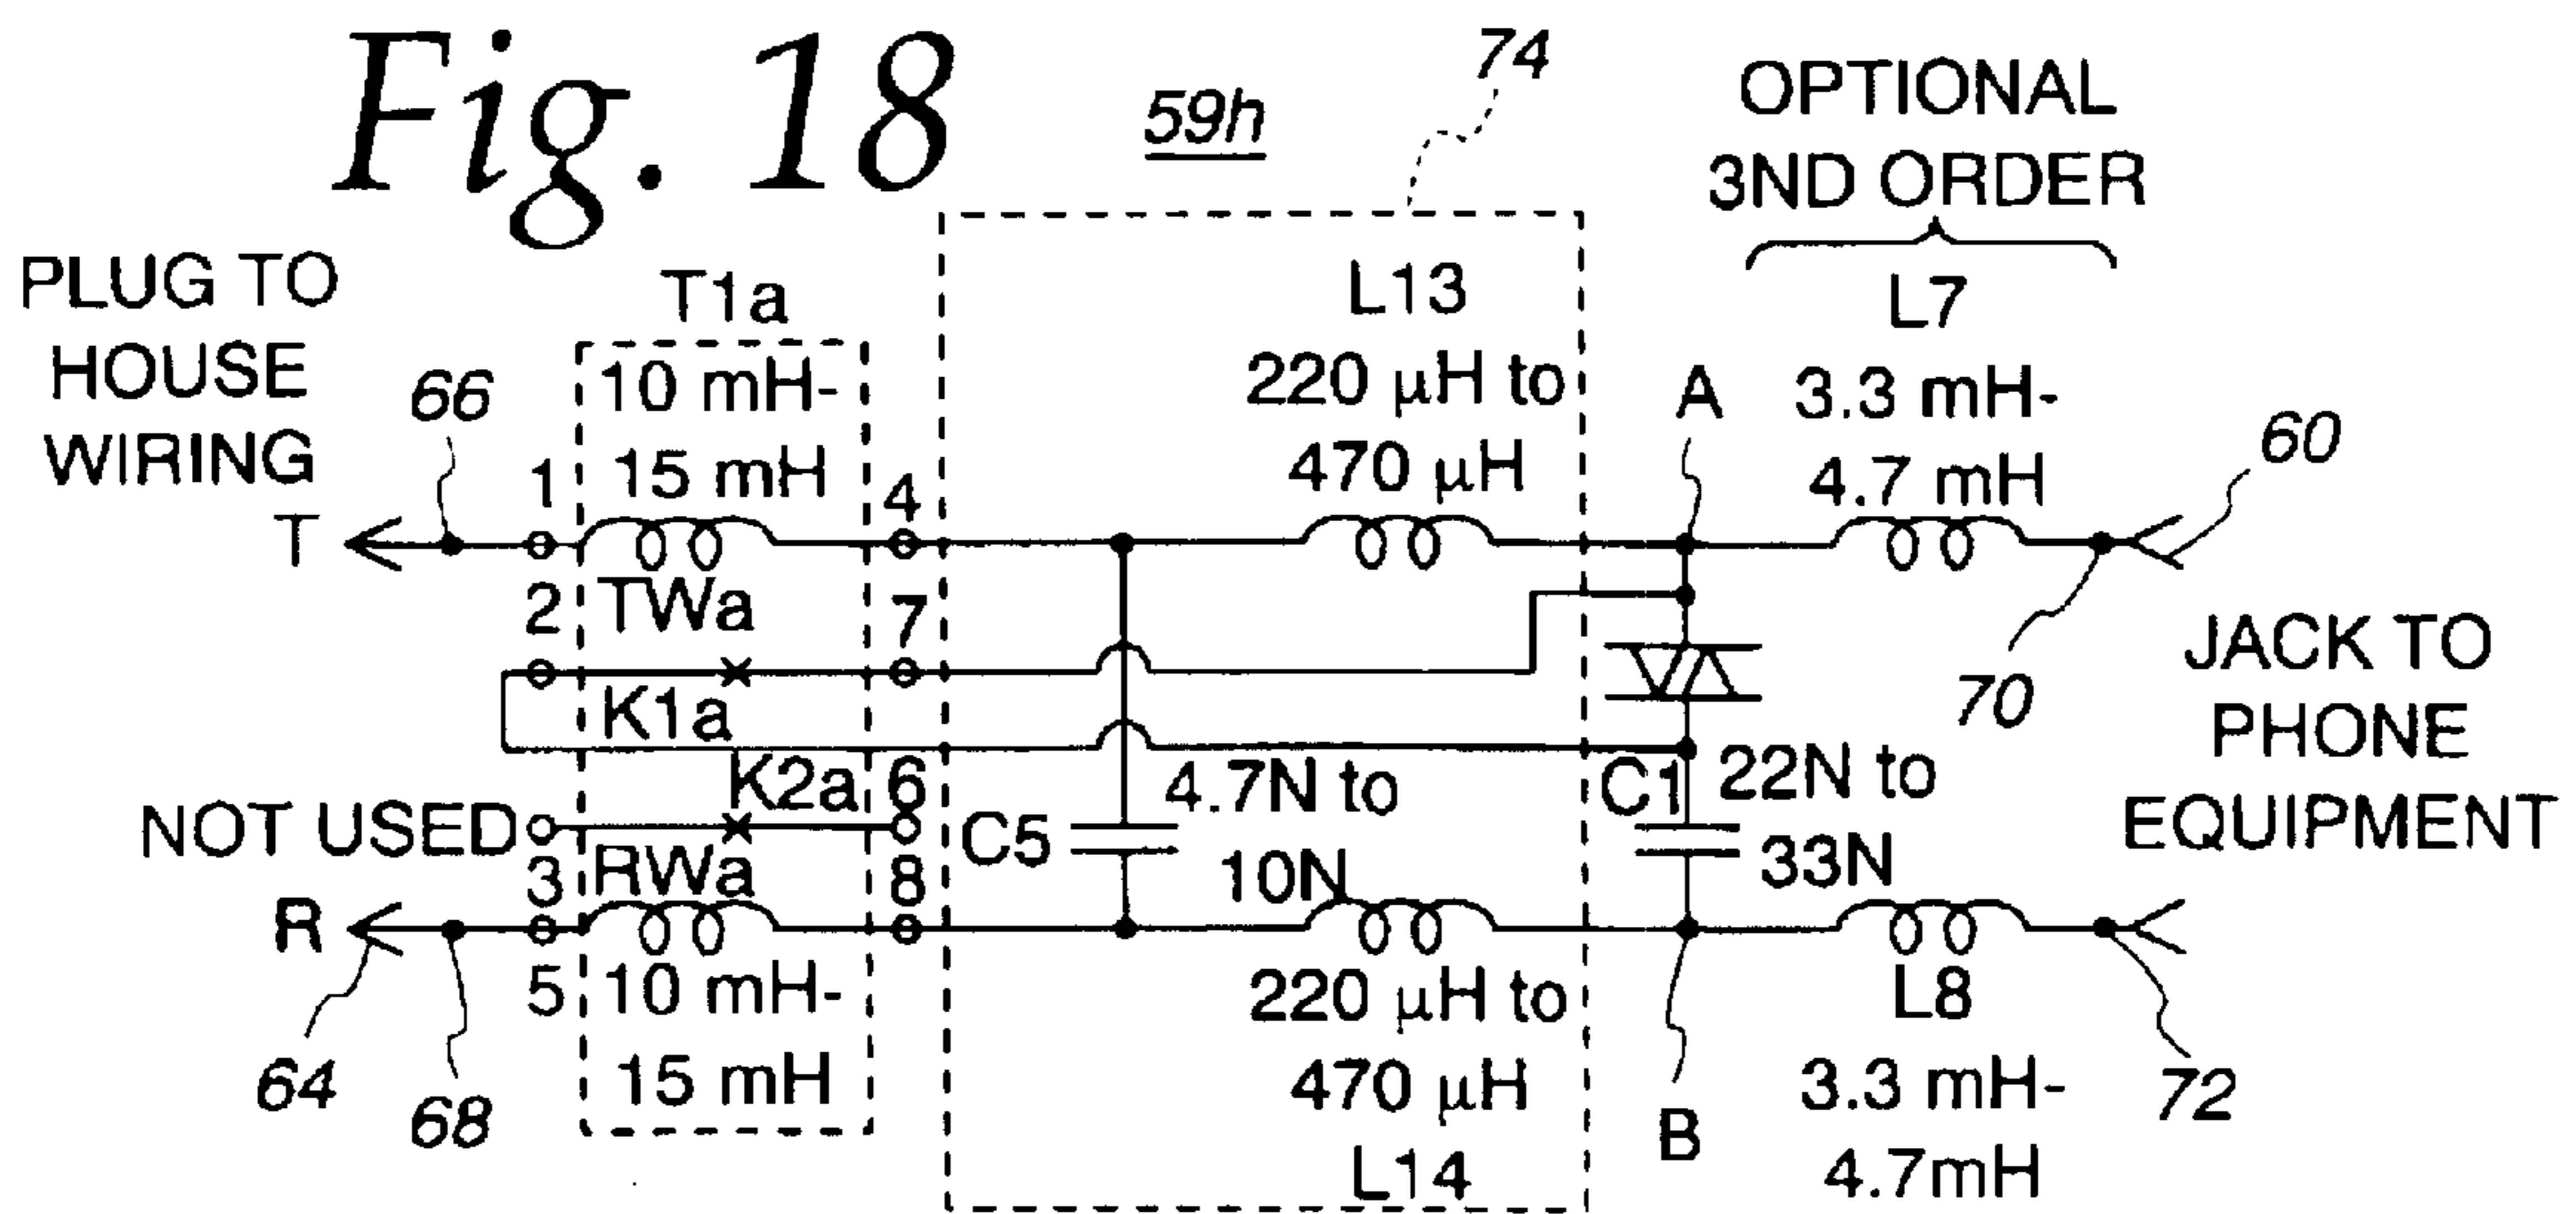 Fig. 18
59h
74
OPTIONAL
3ND ORDER
PLUG TO
HOUSE
WIRING
T
66
1
T1a
10 mH-
15 mH
4
L13
220 µH to
470 µH
A
L7
3.3 mH-
4.7 mH
60
2
TWa
7
K1a
70
JACK TO
PHONE
EQUIPMENT
NOT USED
K2a
6
C5
4.7N to
10N
C1
22N to
33N
3
RWa
8
R
5
10 mH-
15 mH
64
68
220 µH to
470 µH
L14
B
L8
3.3 mH-
4.7mH
72